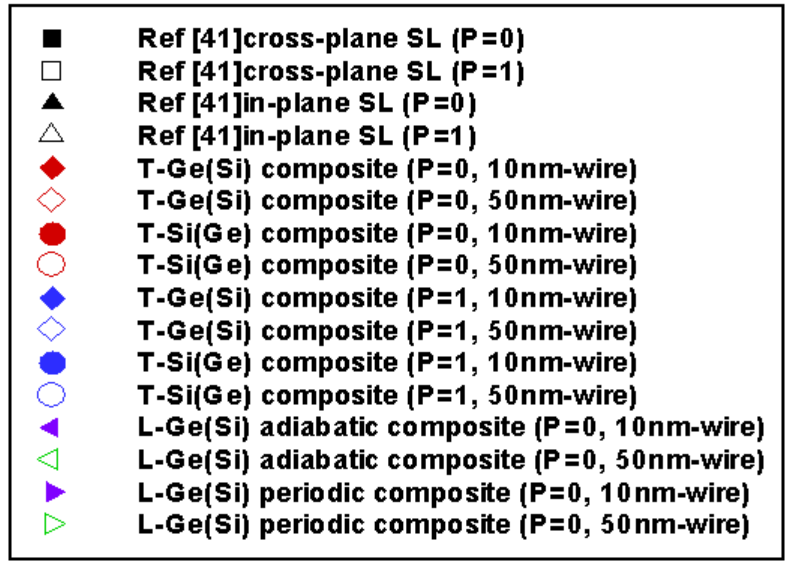 Ref [41]cross-plane SL (P=0)
Ref [41]cross-plane SL (P=1)
Ref [41]in-plane SL (P=0)
Ref [41]in-plane SL (P=1)
T-Ge(Si) composite (P=0, 10nm-wire)
T-Ge(Si) composite (P=0, 50nm-wire)
T-Si(Ge) composite (P=0, 10nm-wire)
T-Si(Ge) composite (P=0, 50nm-wire)
T-Ge(Si) composite (P=1, 10nm-wire)
T-Ge(Si) composite (P=1, 50nm-wire)
T-Si(Ge) composite (P=1, 10nm-wire)
T-Si(Ge) composite (P=1, 50nm-wire)
L-Ge(Si) adiabatic composite (P=0, 10nm-wire)
L-Ge(Si) adiabatic composite (P=0, 50nm-wire)
L-Ge(Si) periodic composite (P=0, 10nm-wire)
L-Ge(Si) periodic composite (P=0, 50nm-wire)